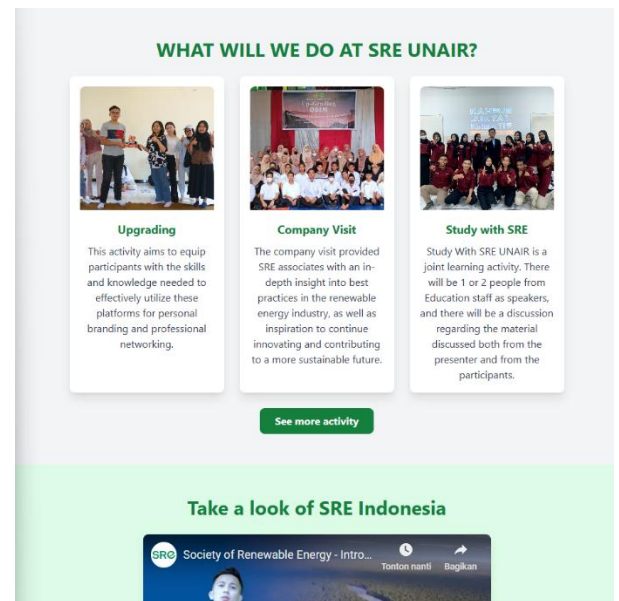 WHAT WILL WE DO AT SRE UNAIR?
Upgrading
This activity aims to equip
participants with the skills
and knowledge needed to
effectively utilize these
platforms for personal
branding and professional
networking.
Company Visit
The company visit provided
SRE associates with an in-
depth insight into best
practices in the renewable
energy industry, as well as
inspiration to continue
innovating and contributing
to a more sustainable future.
Study with SRE
Study With SRE UNAIR is a
joint learning activity. There
will be 1 or 2 people from
Education staff as speakers,
and there will be a discussion
regarding the material
discussed both from the
presenter and from the
participants.
See more activity
Take a look of SRE Indonesia
SRE
Society of Renewable Energy - Intro...
Tonton nanti
Bagikan